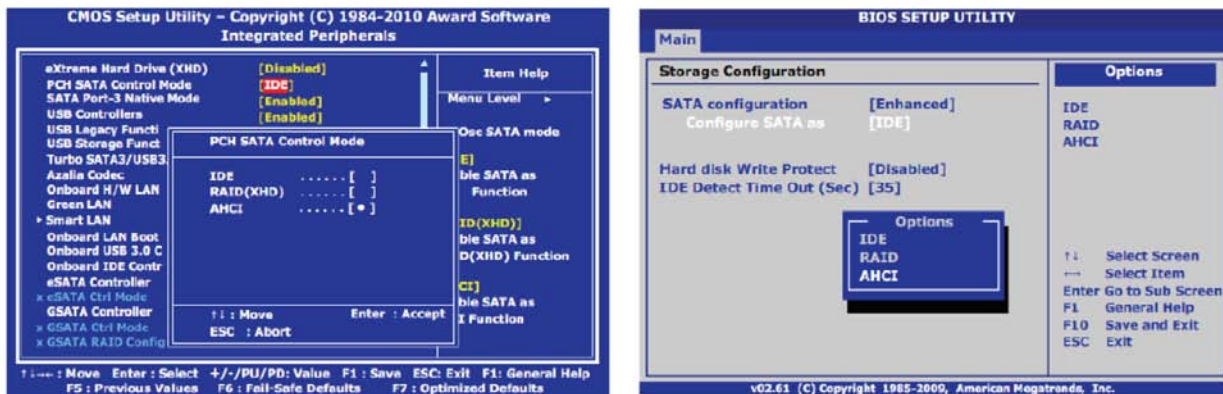 CMOS Setup Utility – Copyright (C) 1984-2010 Award Software
Integrated Peripherals
eXtreme Hard Drive (XHD) [Disabled]
PCH SATA Control Mode [IDE]
SATA Port-3 Native Mode [Enabled]
USB Controllers [Enabled]
USB Legacy Functi
USB Storage Funct
Turbo SATA3/USB3.
Azalia Codec
Onboard H/W LAN
Green LAN
Smart LAN
Onboard LAN Boot
Onboard USB 3.0 C
Onboard IDE Contr
eSATA Controller
x eSATA Ctrl Mode
GSATA Controller
x GSATA Ctrl Mode
x GSATA RAID Config
PCH SATA Control Mode
IDE ......[ ]
RAID(XHD) ......[ ]
AHCI ......[•]
↑↓ : Move Enter : Accept
ESC : Abort
Item Help
Menu Level ►
Osc SATA mode
E]
ble SATA as
Function
ID(XHD)]
ble SATA as
D(XHD) Function
CI]
ble SATA as
I Function
↑↓→← : Move Enter : Select +/-/PU/PD: Value F1 : Save ESC: Exit F1: General Help
F5 : Previous Values F6 : Fail-Safe Defaults F7 : Optimized Defaults
BIOS SETUP UTILITY
Main
Storage Configuration
SATA configuration [Enhanced]
Configure SATA as [IDE]
Hard disk Write Protect [Disabled]
IDE Detect Time Out (Sec) [35]
Options
IDE
RAID
AHCI
Options
IDE
RAID
AHCI
↑↓ Select Screen
←→ Select Item
Enter Go to Sub Screen
F1 General Help
F10 Save and Exit
ESC Exit
v02.61 (C) Copyright 1985-2009, American Megatrends, Inc.